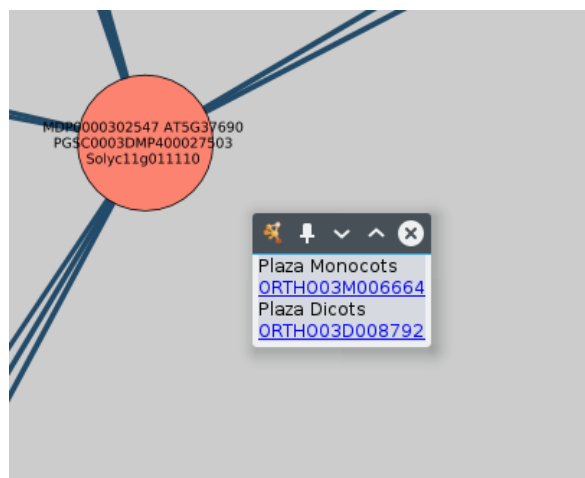 MDP0000302547 AT5G37690
PGSC0003DMP400027503
Solyc11g011110
Plaza Monocots
ORTHO03M006664
Plaza Dicots
ORTHO03D008792